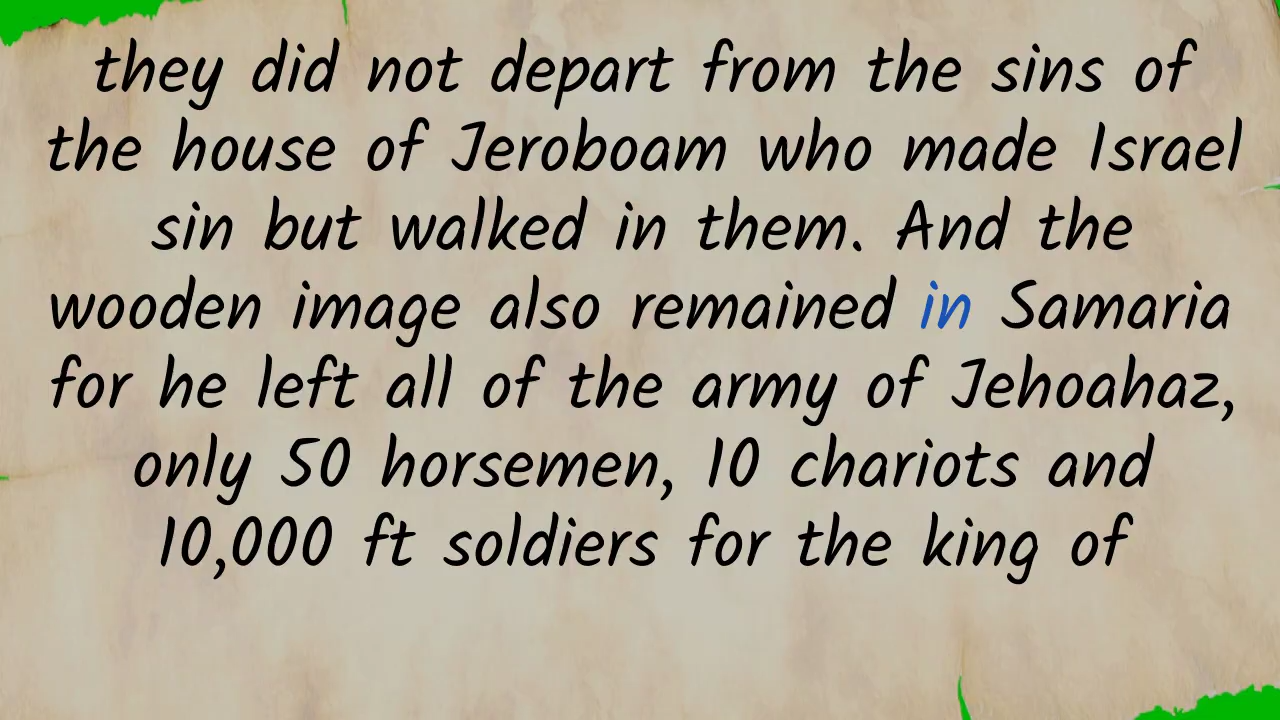 they did not depart from the sins of
the house of Jeroboam who made Israel
sin but walked in them. And the
wooden image also remained in Samaria
for he left all of the army of Jehoahaz,
only 50 horsemen, 10 chariots and
10,000 ft soldiers for the king of